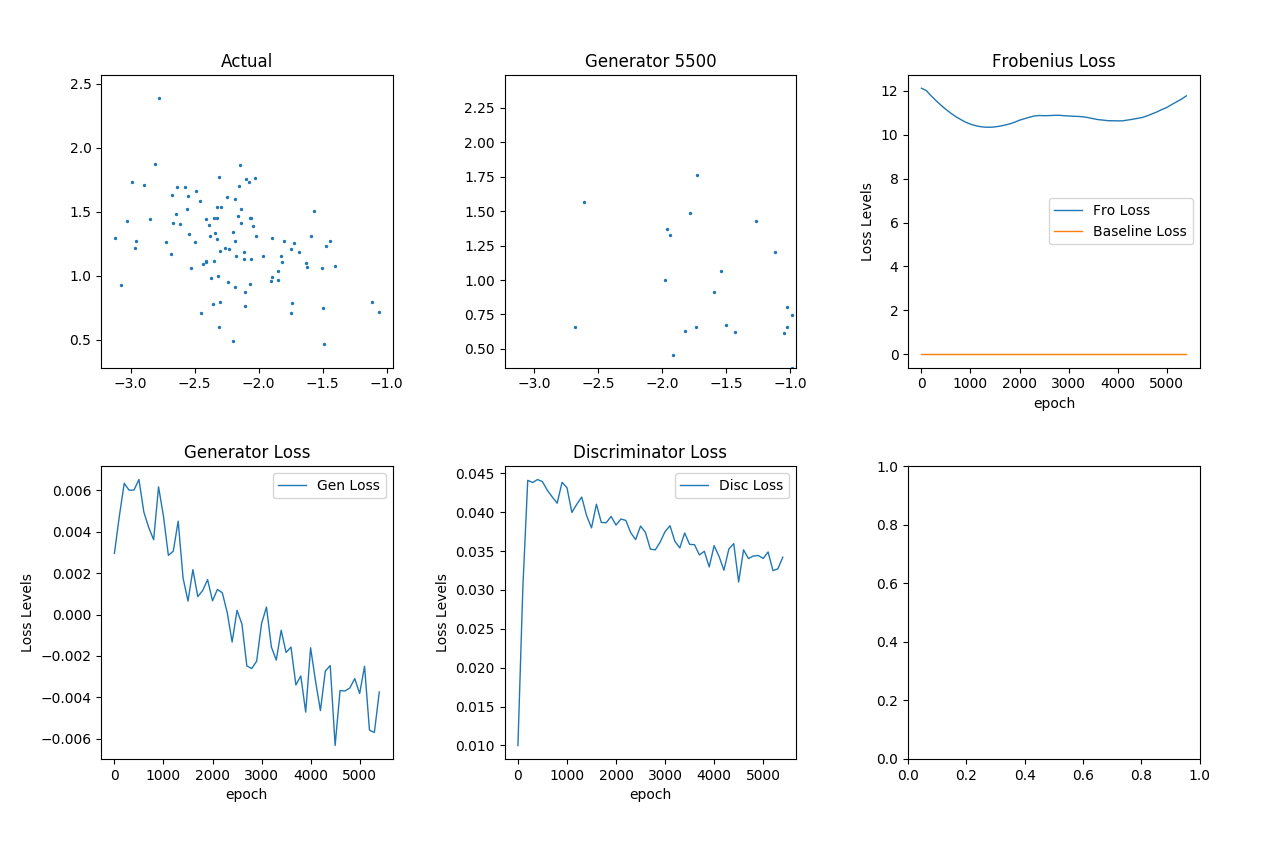 Actual
2.5
2.0
1.5
1.0
0.5
−3.0 −2.5 −2.0 −1.5 −1.0
Generator 5500
2.25
2.00
1.75
1.50
1.25
1.00
0.75
0.50
−3.0 −2.5 −2.0 −1.5 −1.0
Frobenius Loss
Loss Levels
12
10
8
6
4
2
0
Fro Loss
Baseline Loss
0 1000 2000 3000 4000 5000
epoch
Generator Loss
Loss Levels
0.006
0.004
0.002
0.000
−0.002
−0.004
−0.006
Gen Loss
0 1000 2000 3000 4000 5000
epoch
Discriminator Loss
Loss Levels
0.045
0.040
0.035
0.030
0.025
0.020
0.015
0.010
Disc Loss
0 1000 2000 3000 4000 5000
epoch
1.0
0.8
0.6
0.4
0.2
0.0
0.0 0.2 0.4 0.6 0.8 1.0